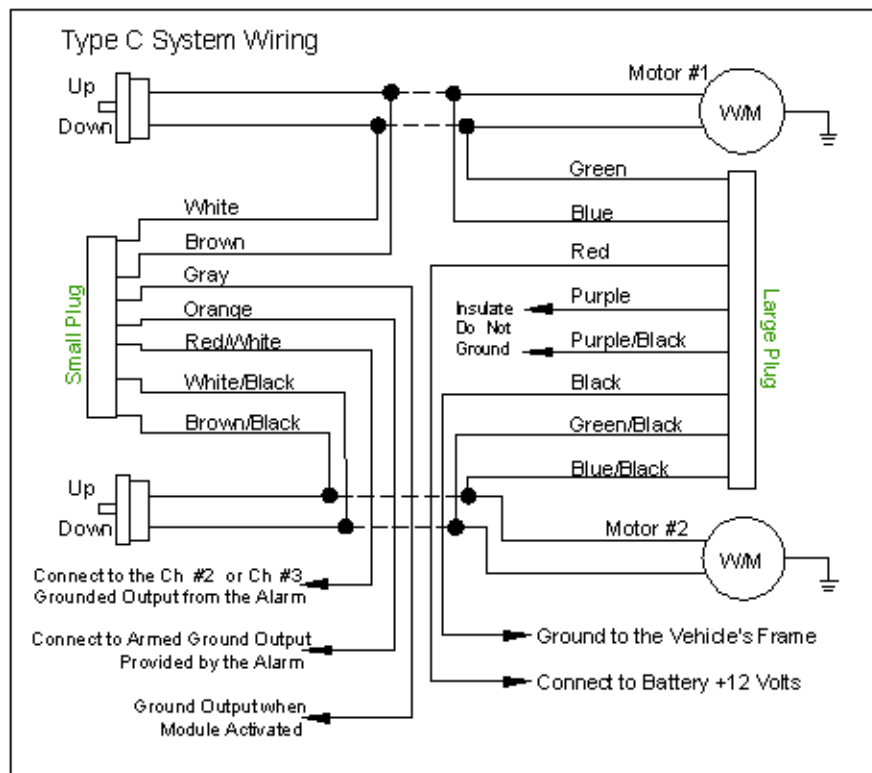 Type C System Wiring
Up
Down
Motor #1
W/M
White
Brown
Gray
Orange
Red/White
White/Black
Brown/Black
Small Plug
Green
Blue
Red
Purple
Purple/Black
Black
Green/Black
Blue/Black
Insulate
Do Not
Ground
Large Plug
Up
Down
Motor #2
W/M
Connect to the Ch #2 or Ch #3
Grounded Output from the Alarm
Connect to Armed Ground Output
Provided by the Alarm
Ground Output when
Module Activated
Ground to the Vehicle's Frame
Connect to Battery +12 Volts